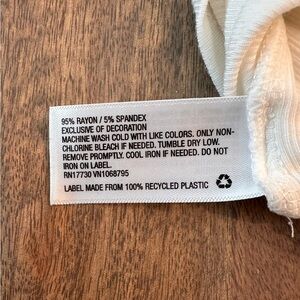 95% RAYON / 5% SPANDEX
EXCLUSIVE OF DECORATION
MACHINE WASH COLD WITH LIKE COLORS. ONLY NON-
CHLORINE BLEACH IF NEEDED. TUMBLE DRY LOW.
REMOVE PROMPTLY. COOL IRON IF NEEDED. DO NOT
IRON ON LABEL.
RN17730 VN1068795
LABEL MADE FROM 100% RECYCLED PLASTIC